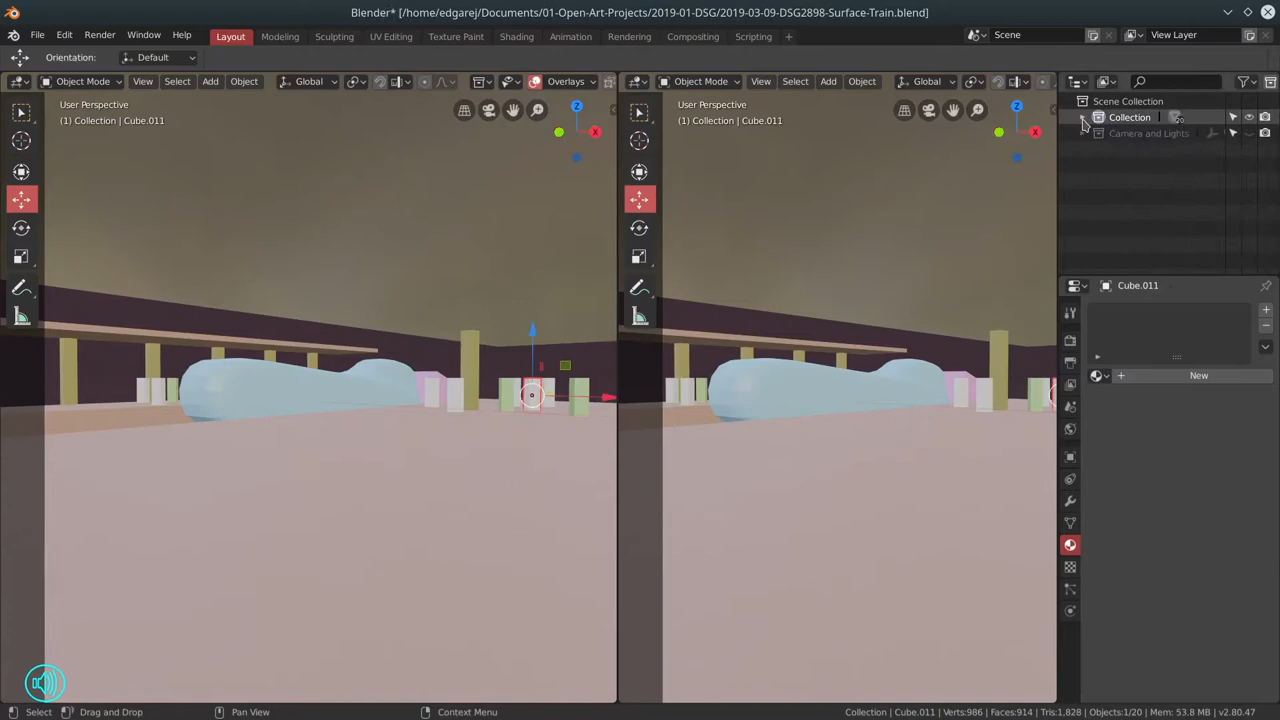 Blender* [/home/edgarej/Documents/01-Open-Art-Projects/2019-01-DSG/2019-03-09-DSG2898-Surface-Train.blend]
File Edit Render Window Help Layout Modeling Sculpting UV Editing Texture Paint Shading Animation Rendering Compositing Scripting + Scene View Layer
Orientation: Default
Object Mode View Select Add Object Global Overlays Object Mode View Select Add Object Global
User Perspective
(1) Collection | Cube.011
User Perspective
(1) Collection | Cube.011
Z
X
Z
X
Scene Collection
Collection 20
Camera and Lights
Cube.011
New
Select Drag and Drop Pan View Context Menu Collection | Cube.011 | Verts:986 | Faces:914 | Tris:1,828 | Objects:1/20 | Mem: 53.8 MB | v2.80.47